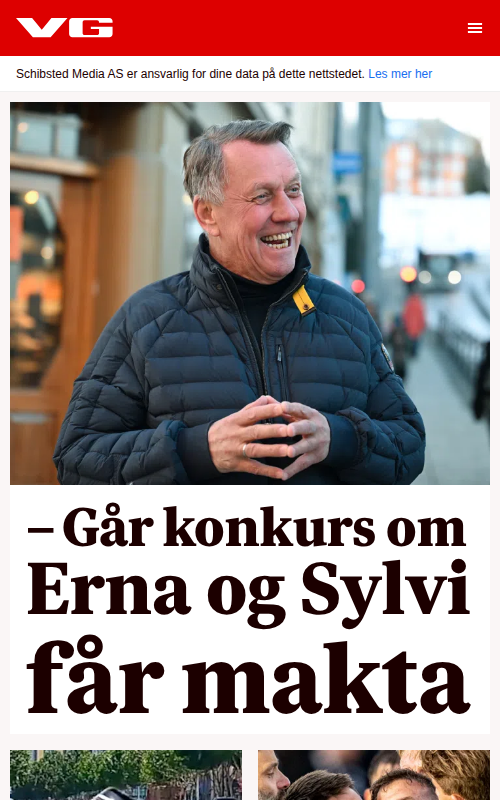 VG
Schibsted Media AS er ansvarlig for dine data på dette nettstedet. Les mer her
– Går konkurs om
Erna og Sylvi
får makta